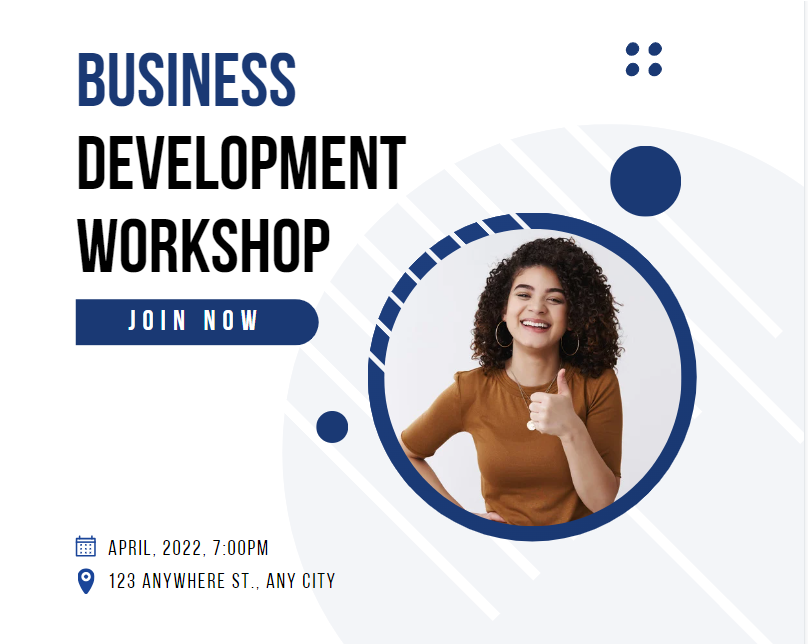 BUSINESS
DEVELOPMENT
WORKSHOP
JOIN NOW
APRIL, 2022, 7:00PM
123 ANYWHERE ST., ANY CITY